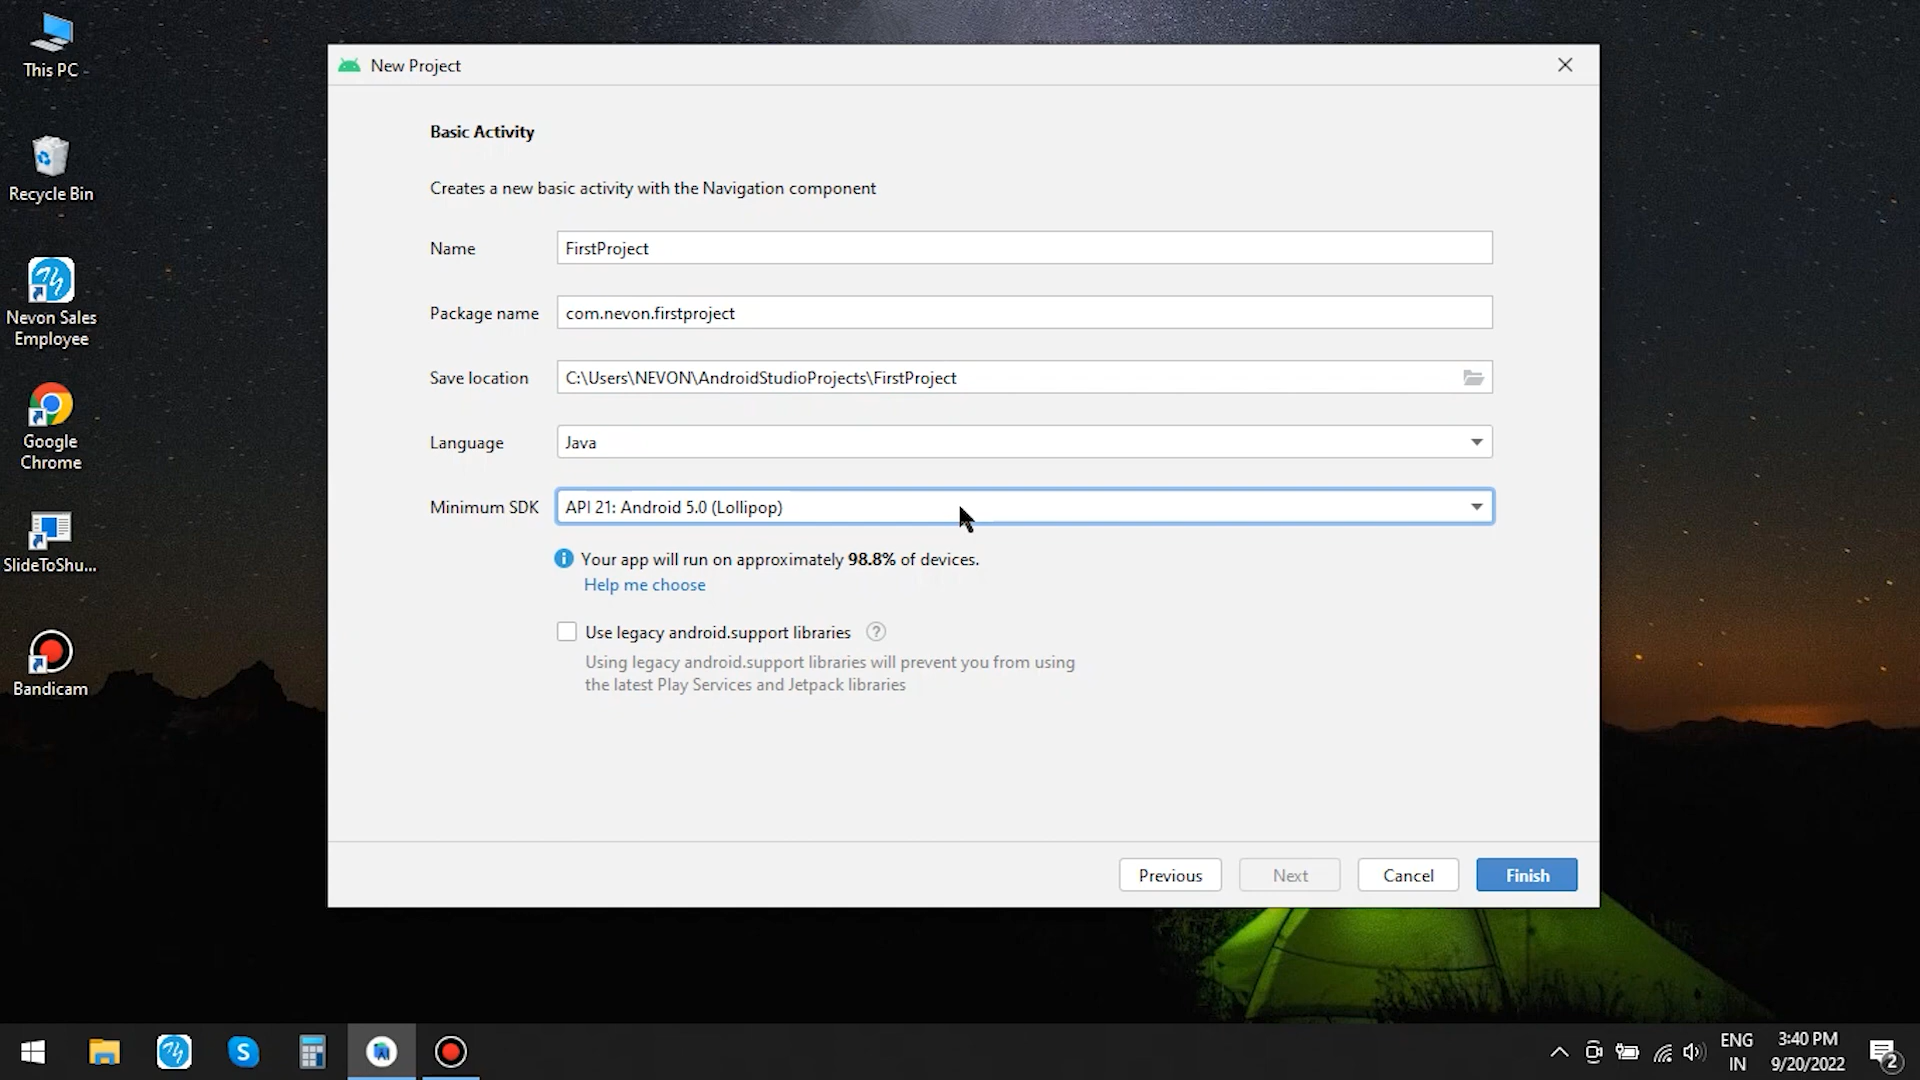 This PC
Recycle Bin
Nevon Sales
Employee
Google
Chrome
SlideToShu...
Bandicam
New Project
Basic Activity
Creates a new basic activity with the Navigation component
Name
FirstProject
Package name
com.nevon.firstproject
Save location
C:\Users\NEVON\AndroidStudioProjects\FirstProject
Language
Java
Minimum SDK
API 21: Android 5.0 (Lollipop)
Your app will run on approximately 98.8% of devices.
Help me choose
Use legacy android.support libraries
Using legacy android.support libraries will prevent you from using
the latest Play Services and Jetpack libraries
Previous
Next
Cancel
Finish
ENG
IN
3:40 PM
9/20/2022
2